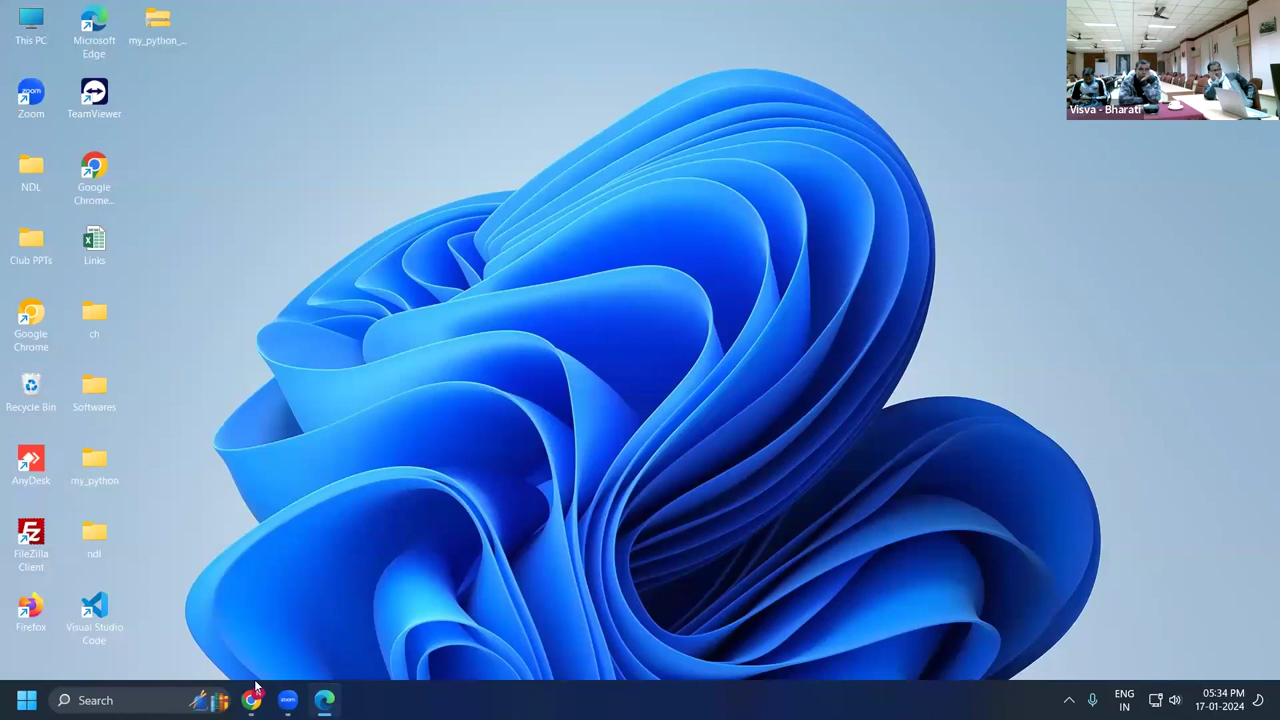 This PC
Microsoft
Edge
my_python_...
zoom
Zoom
TeamViewer
NDL
Google
Chrome...
Club PPTs
Links
Google
Chrome
ch
Recycle Bin
Softwares
AnyDesk
my_python
FileZilla
Client
ndl
Firefox
Visual Studio
Code
Visva - Bharati
Search
zoom
ENG
IN
05:34 PM
17-01-2024